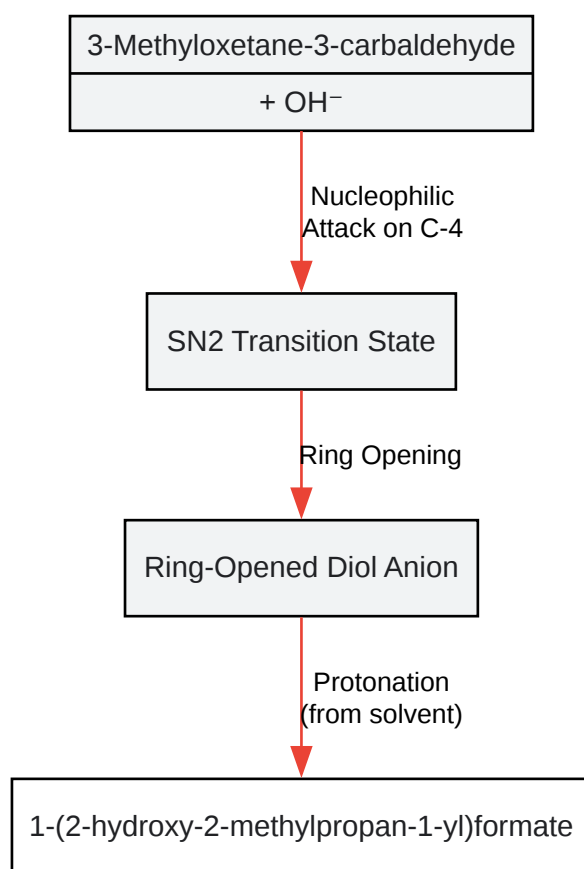 3-Methyloxetane-3-carbaldehyde
+ OH⁻
Nucleophilic
Attack on C-4
SN2 Transition State
Ring Opening
Ring-Opened Diol Anion
Protonation
(from solvent)
1-(2-hydroxy-2-methylpropan-1-yl)formate